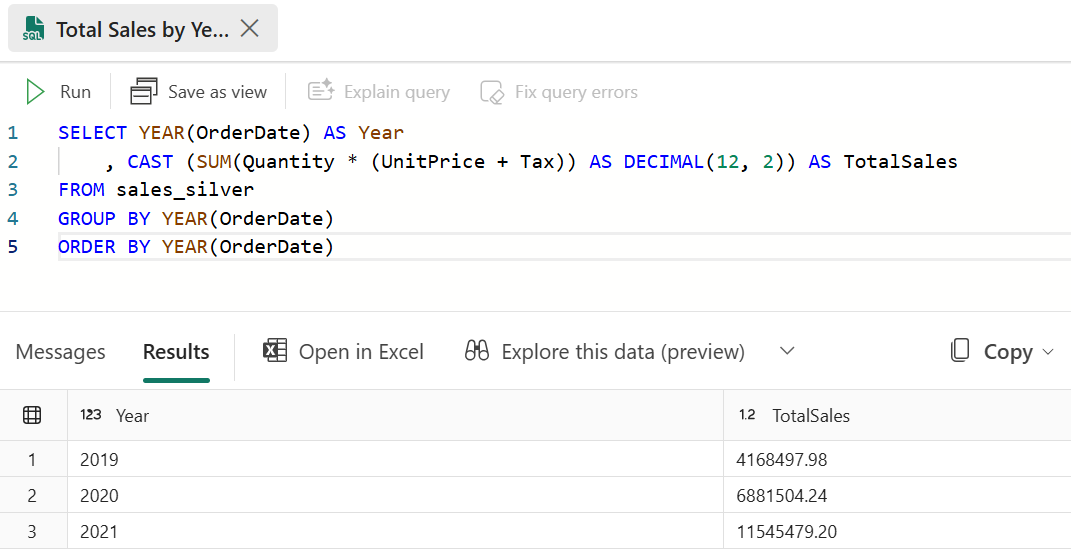 SQL Total Sales by Ye...
Run Save as view Explain query Fix query errors
1 SELECT YEAR(OrderDate) AS Year
2 , CAST (SUM(Quantity * (UnitPrice + Tax)) AS DECIMAL(12, 2)) AS TotalSales
3 FROM sales_silver
4 GROUP BY YEAR(OrderDate)
5 ORDER BY YEAR(OrderDate)
Messages Results Open in Excel Explore this data (preview) Copy
123 Year 1.2 TotalSales
1 2019 4168497.98
2 2020 6881504.24
3 2021 11545479.20